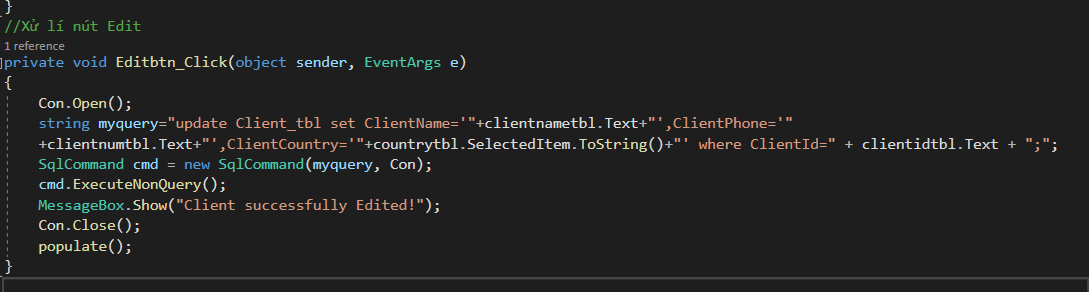 }
//Xử lí nút Edit
1 reference
private void Editbtn_Click(object sender, EventArgs e)
{
Con.Open();
string myquery="update Client_tbl set ClientName='"+clientnametbl.Text+"',ClientPhone='"
+clientnumtbl.Text+"',ClientCountry='"+countrytbl.SelectedItem.ToString()+"' where ClientId=" + clientidtbl.Text + ";";
SqlCommand cmd = new SqlCommand(myquery, Con);
cmd.ExecuteNonQuery();
MessageBox.Show("Client successfully Edited!");
Con.Close();
populate();
}